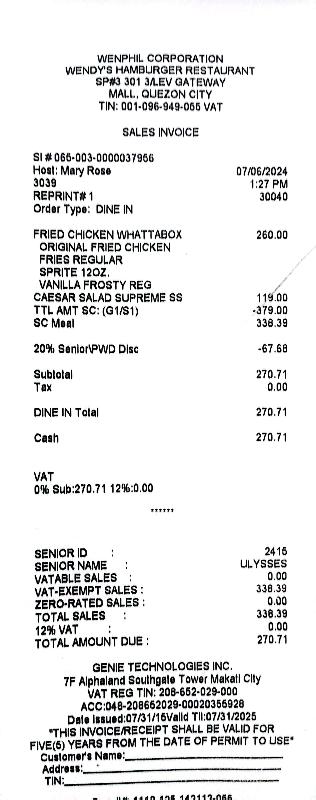 WENPHIL CORPORATION
WENDY'S HAMBURGER RESTAURANT
SP#3 301 3/LEV GATEWAY
MALL, QUEZON CITY
TIN: 001-096-949-065 VAT
SALES INVOICE
SI # 065-003-0000037966
Host: Mary Rose 07/06/2024
3039 1:27 PM
REPRINT# 1 30040
Order Type: DINE IN
FRIED CHICKEN WHATTABOX 260.00
ORIGINAL FRIED CHICKEN
FRIES REGULAR
SPRITE 12OZ.
VANILLA FROSTY REG
CAESAR SALAD SUPREME SS 119.00
TTL AMT SC: (G1/S1) -379.00
SC Meal 338.39
20% Senior\PWD Disc -67.68
Subtotal 270.71
Tax 0.00
DINE IN Total 270.71
Cash 270.71
VAT
0% Sub:270.71 12%:0.00
******
SENIOR ID : 2415
SENIOR NAME : ULYSSES
VATABLE SALES : 0.00
VAT-EXEMPT SALES : 338.39
ZERO-RATED SALES : 0.00
TOTAL SALES : 338.39
12% VAT : 0.00
TOTAL AMOUNT DUE : 270.71
GENIE TECHNOLOGIES INC.
7F Alphaland Southgate Tower Makati City
VAT REG TIN: 208-652-029-000
ACC:048-208652029-00020355928
Date Issued:07/31/15Valid Til:07/31/2025
"THIS INVOICE/RECEIPT SHALL BE VALID FOR
FIVE(5) YEARS FROM THE DATE OF PERMIT TO USE"
Customer's Name:
Address:
TIN: